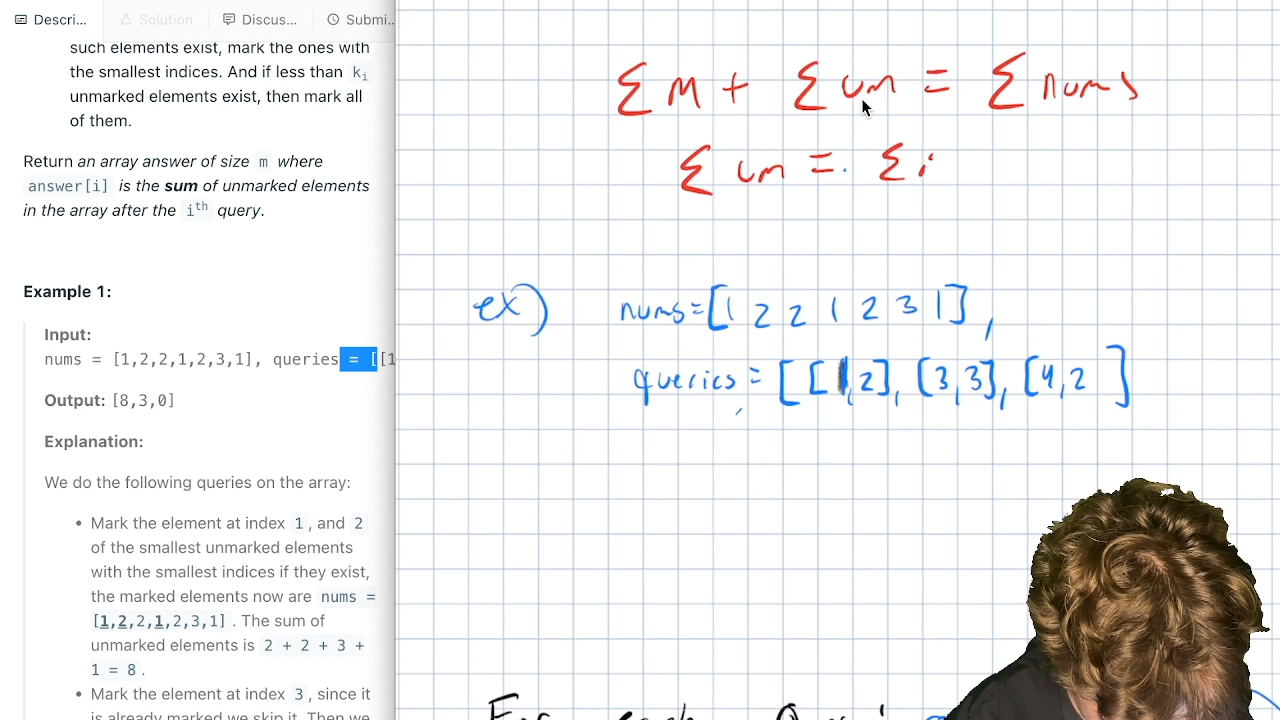 Descri...
Solution
Discus...
Submi...
such elements exist, mark the ones with
the smallest indices. And if less than ki
unmarked elements exist, then mark all
of them.
Return an array answer of size m where
answer[i] is the sum of unmarked elements
in the array after the ith query.
Example 1:
Input:
nums = [1,2,2,1,2,3,1], queries = [[1
Output: [8,3,0]
Explanation:
We do the following queries on the array:
• Mark the element at index 1, and 2
of the smallest unmarked elements
with the smallest indices if they exist,
the marked elements now are nums =
[1,2,2,1,2,3,1]. The sum of
unmarked elements is 2 + 2 + 3 +
1 = 8.
• Mark the element at index 3, since it
is already marked we skip it. Then we
Σ m + Σ um = Σ nums
Σ um = Σ i
ex) nums=[1 2 2 1 2 3 1],
queries = [[1,2], [3,3], [4,2 ]
For each